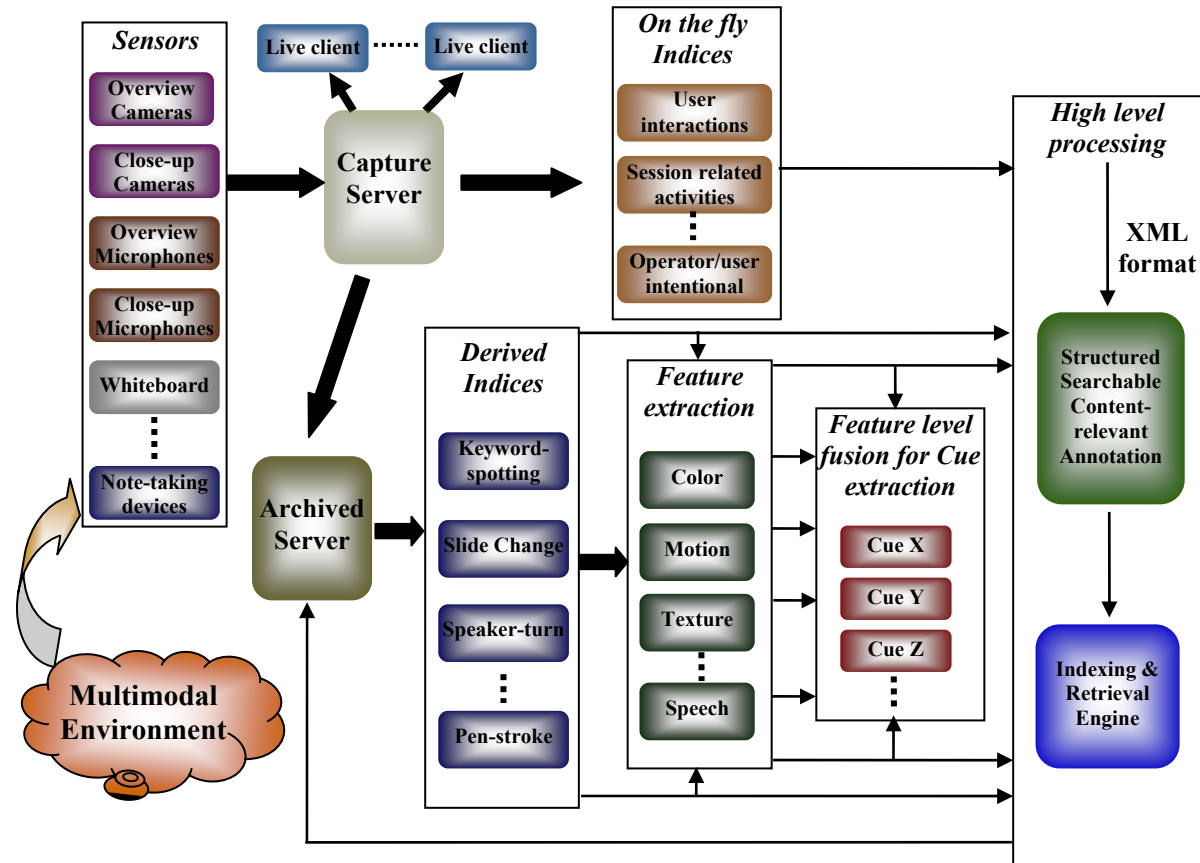 Sensors
Overview
Cameras
Close-up
Cameras
Overview
Microphones
Close-up
Microphones
Whiteboard
Note-taking
devices
Multimodal
Environment
Live client
Live client
Capture
Server
Archived
Server
On the fly
Indices
User
interactions
Session related
activities
Operator/user
intentional
Derived
Indices
Keyword-
spotting
Slide Change
Speaker-turn
Pen-stroke
Feature
extraction
Color
Motion
Texture
Speech
Feature level
fusion for Cue
extraction
Cue X
Cue Y
Cue Z
High level
processing
XML
format
Structured
Searchable
Content-
relevant
Annotation
Indexing &
Retrieval
Engine